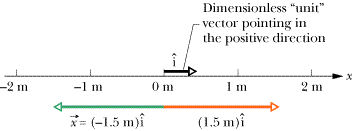 Dimensionless “unit”
vector pointing in
the positive direction
î
–2 m –1 m 0 m 1 m 2 m x
x⃗ = (–1.5 m)î (1.5 m)î